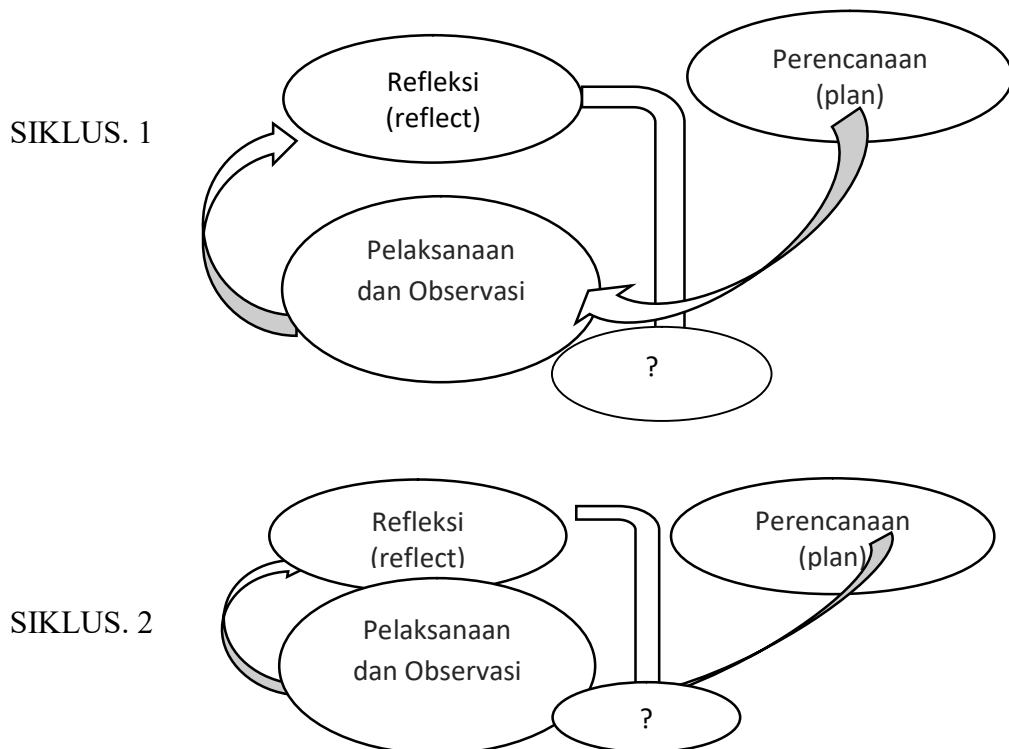 SIKLUS. 1
Refleksi
(reflect)
Perencanaan
(plan)
Pelaksanaan
dan Observasi
?
SIKLUS. 2
Refleksi
(reflect)
Perencanaan
(plan)
Pelaksanaan
dan Observasi
?